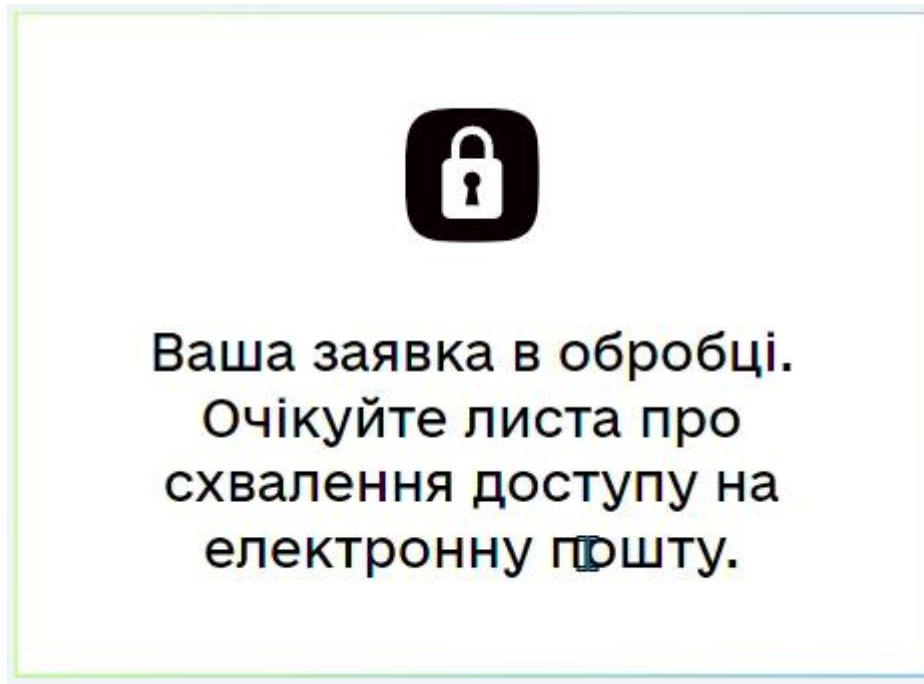 Ваша заявка в обробці.
Очікуйте листа про
схвалення доступу на
електронну пошту.